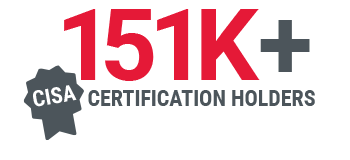 151K+
CISA
CERTIFICATION HOLDERS